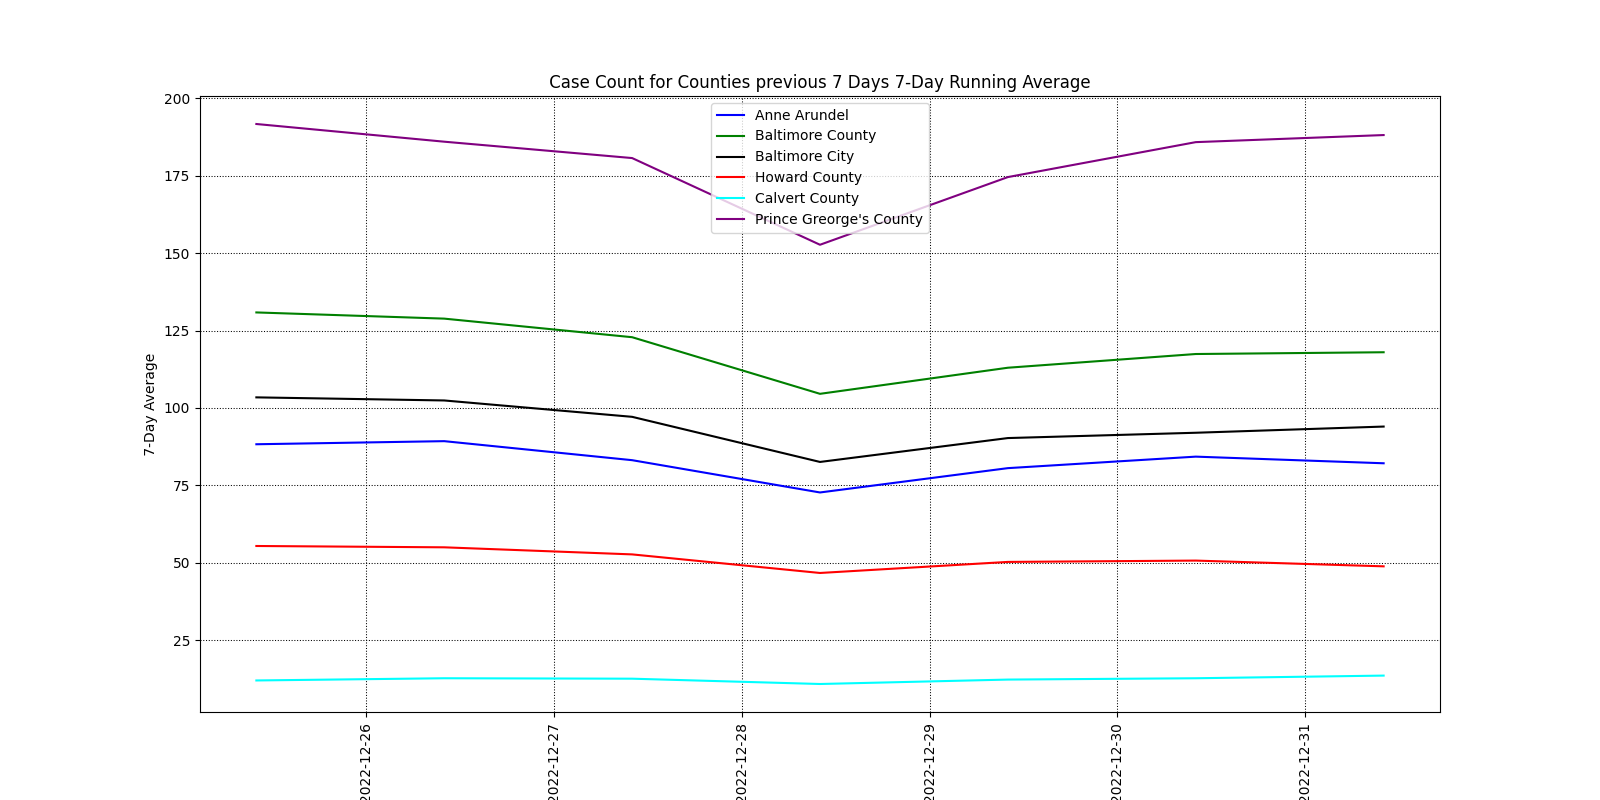 Case Count for Counties previous 7 Days 7-Day Running Average
200
175
150
125
100
75
50
25
7-Day Average
Anne Arundel
Baltimore County
Baltimore City
Howard County
Calvert County
Prince Greorge's County
2022-12-26
2022-12-27
2022-12-28
2022-12-29
2022-12-30
2022-12-31